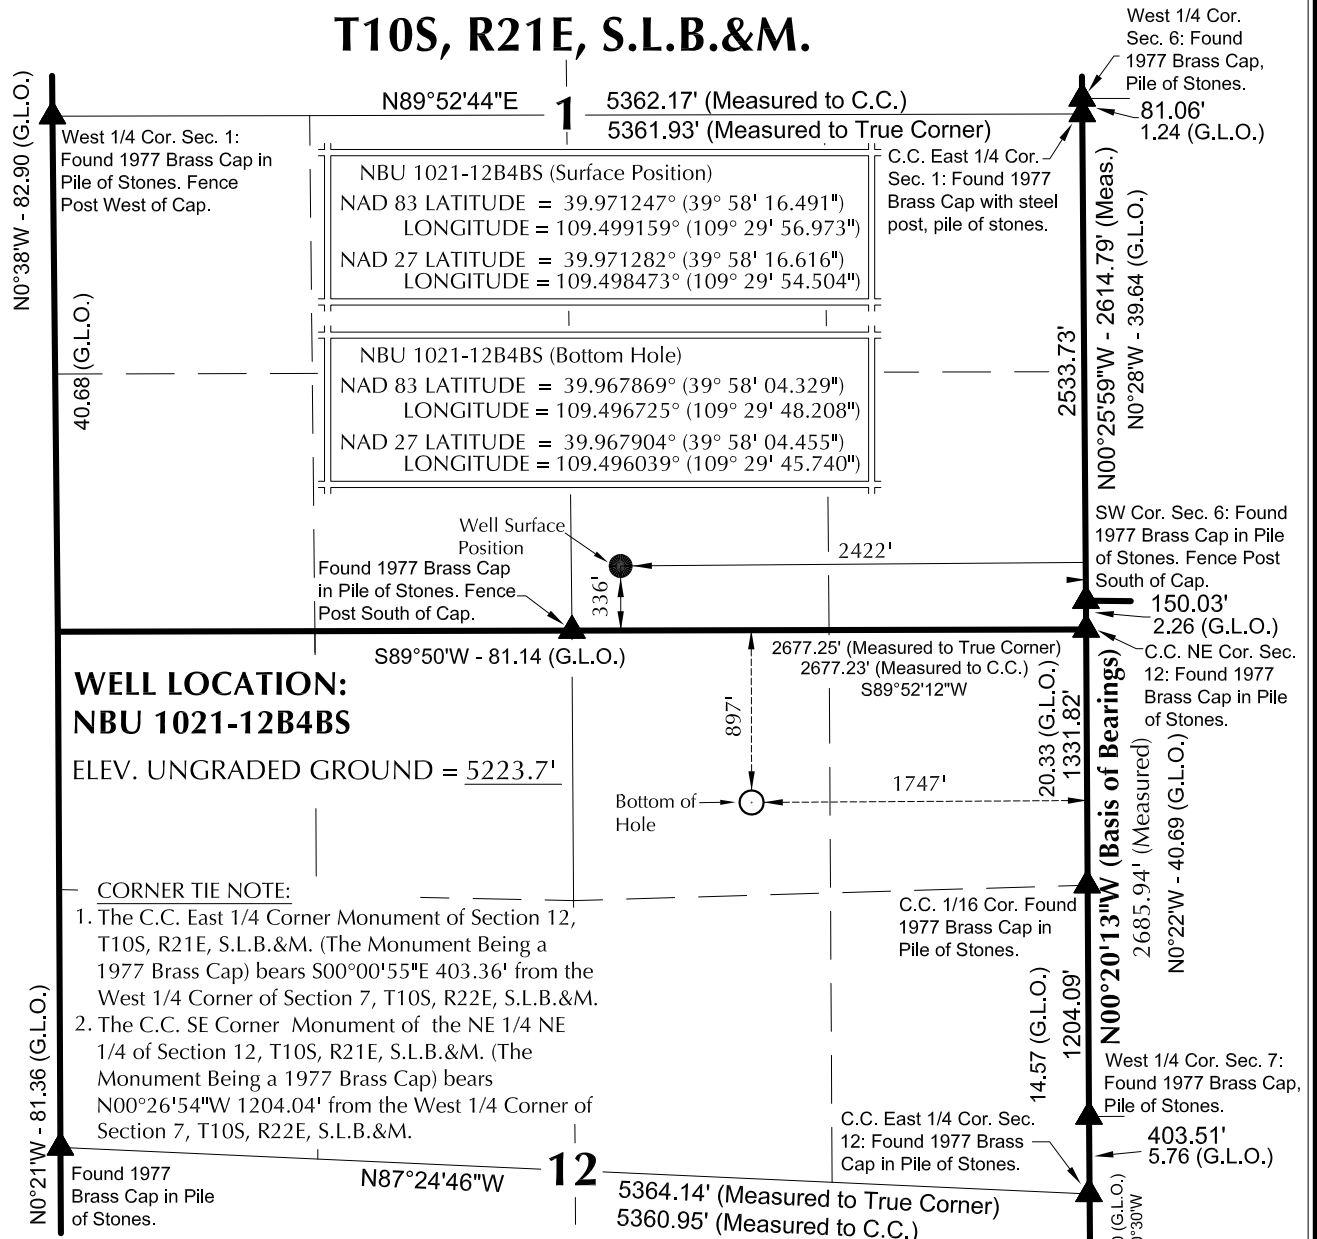 T10S, R21E, S.L.B.&M.
West 1/4 Cor.
Sec. 6: Found
1977 Brass Cap,
Pile of Stones.
N89°52'44"E
1
5362.17' (Measured to C.C.)
5361.93' (Measured to True Corner)
81.06'
1.24 (G.L.O.)
N0°38'W - 82.90 (G.L.O.)
West 1/4 Cor. Sec. 1:
Found 1977 Brass Cap in
Pile of Stones. Fence
Post West of Cap.
C.C. East 1/4 Cor.
Sec. 1: Found 1977
Brass Cap with steel
post, pile of stones.
NBU 1021-12B4BS (Surface Position)
NAD 83 LATITUDE = 39.971247° (39° 58' 16.491")
LONGITUDE = 109.499159° (109° 29' 56.973")
NAD 27 LATITUDE = 39.971282° (39° 58' 16.616")
LONGITUDE = 109.498473° (109° 29' 54.504")
NBU 1021-12B4BS (Bottom Hole)
NAD 83 LATITUDE = 39.967869° (39° 58' 04.329")
LONGITUDE = 109.496725° (109° 29' 48.208")
NAD 27 LATITUDE = 39.967904° (39° 58' 04.455")
LONGITUDE = 109.496039° (109° 29' 45.740")
40.68 (G.L.O.)
2533.73'
N00°25'59"W - 2614.79' (Meas.)
N0°28'W - 39.64 (G.L.O.)
Well Surface
Position
Found 1977 Brass Cap
in Pile of Stones. Fence
Post South of Cap.
336'
2422'
SW Cor. Sec. 6: Found
1977 Brass Cap in Pile
of Stones. Fence Post
South of Cap.
150.03'
2.26 (G.L.O.)
S89°50'W - 81.14 (G.L.O.)
2677.25' (Measured to True Corner)
2677.23' (Measured to C.C.)
S89°52'12"W
C.C. NE Cor. Sec.
12: Found 1977
Brass Cap in Pile
of Stones.
WELL LOCATION:
NBU 1021-12B4BS
ELEV. UNGRADED GROUND = 5223.7'
897'
1747'
Bottom of
Hole
20.33 (G.L.O.)
1331.82'
N00°20'13"W (Basis of Bearings)
2685.94' (Measured)
N0°22'W - 40.69 (G.L.O.)
CORNER TIE NOTE:
1. The C.C. East 1/4 Corner Monument of Section 12,
T10S, R21E, S.L.B.&M. (The Monument Being a
1977 Brass Cap) bears S00°00'55"E 403.36' from the
West 1/4 Corner of Section 7, T10S, R22E, S.L.B.&M.
2. The C.C. SE Corner Monument of the NE 1/4 NE
1/4 of Section 12, T10S, R21E, S.L.B.&M. (The
Monument Being a 1977 Brass Cap) bears
N00°26'54"W 1204.04' from the West 1/4 Corner of
Section 7, T10S, R22E, S.L.B.&M.
C.C. 1/16 Cor. Found
1977 Brass Cap in
Pile of Stones.
14.57 (G.L.O.)
1204.09'
West 1/4 Cor. Sec. 7:
Found 1977 Brass Cap,
Pile of Stones.
C.C. East 1/4 Cor. Sec.
12: Found 1977 Brass
Cap in Pile of Stones.
403.51'
5.76 (G.L.O.)
N0°21'W - 81.36 (G.L.O.)
Found 1977
Brass Cap in Pile
of Stones.
N87°24'46"W
12
5364.14' (Measured to True Corner)
5360.95' (Measured to C.C.)
(G.L.O.)